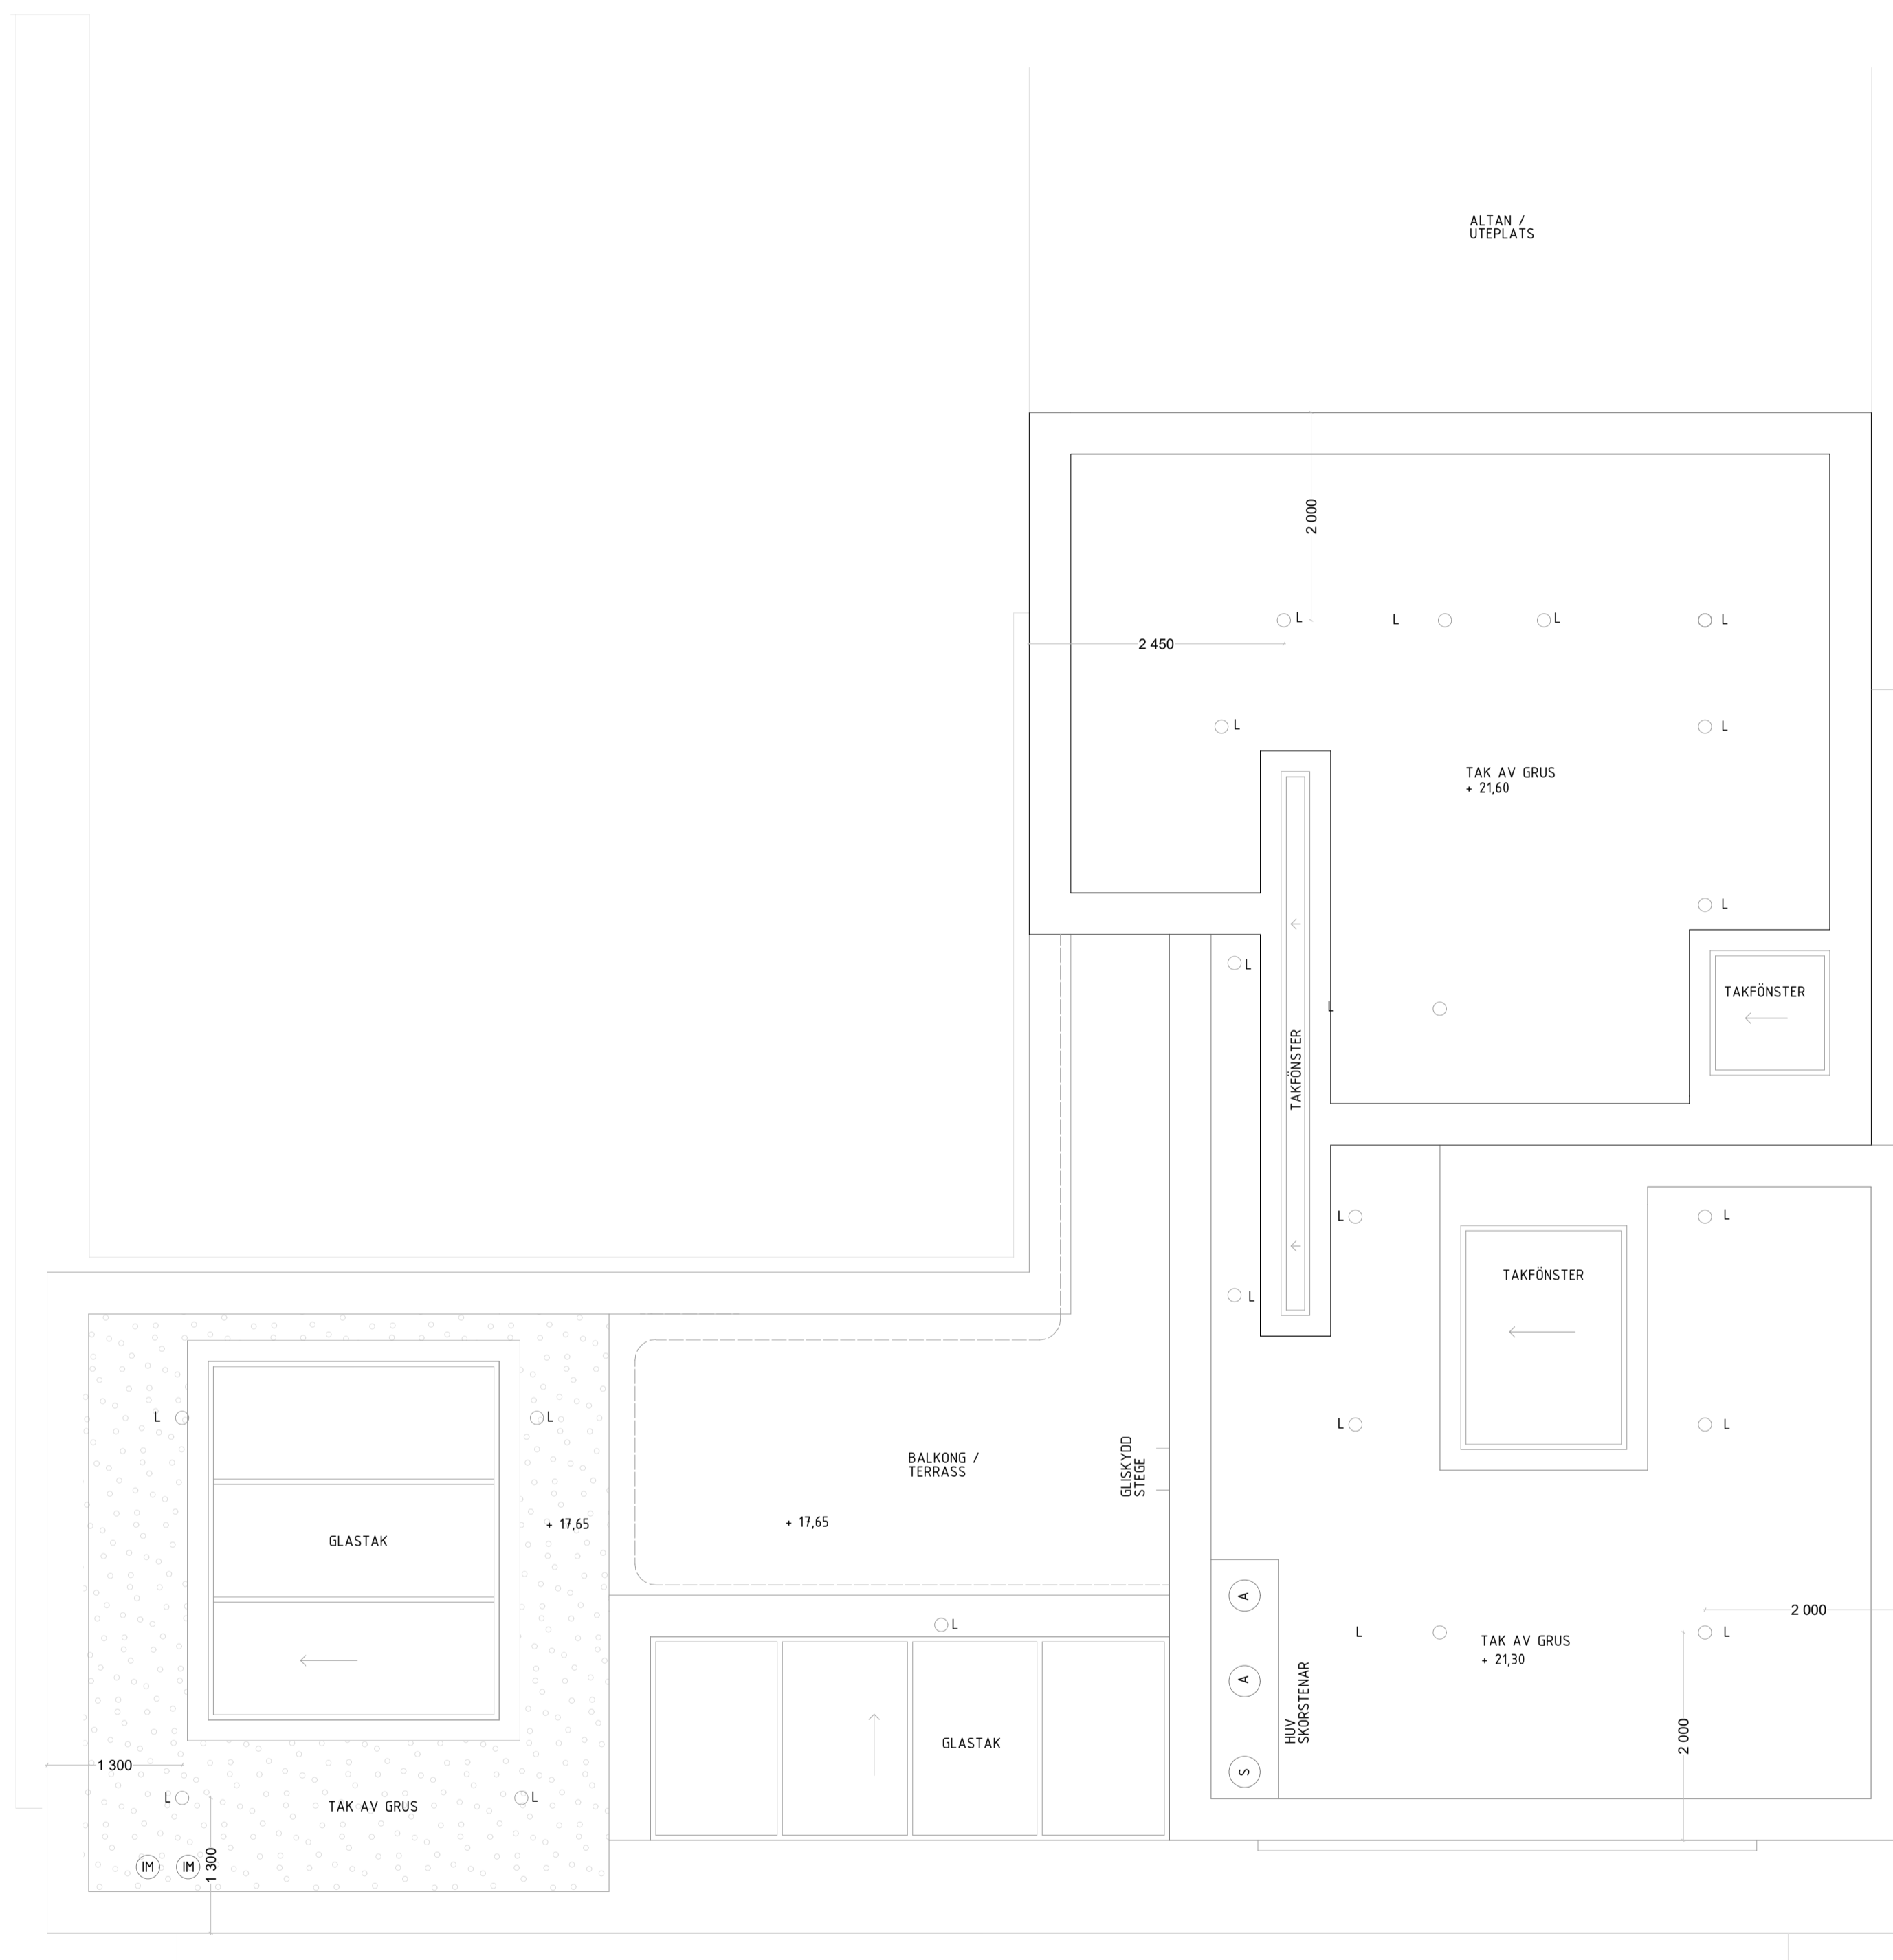 ALTAN /
UTEPLATS
2 000
L
L
L
L
2 450
L
L
TAK AV GRUS
+ 21,60
L
L
TAKFÖNSTER
L
TAKFÖNSTER
L
L
L
TAKFÖNSTER
L
L
L
L
L
BALKONG /
TERRASS
GLISKYDD
STEGE
+ 17,65
+ 17,65
GLASTAK
A
2 000
L
L
L
TAK AV GRUS
+ 21,30
A
HUV
SKORSTENAR
2 000
GLASTAK
1 300
S
L
L
TAK AV GRUS
IM
IM
1 300